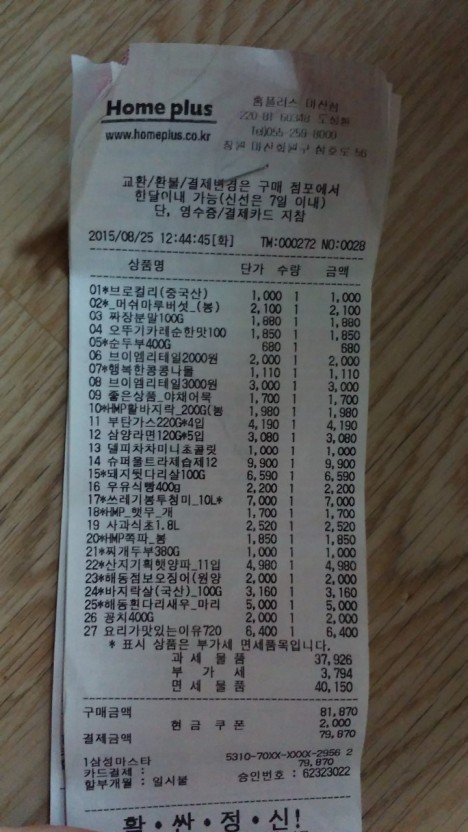 Home plus
www.homeplus.co.kr
홈플러스 마산점
220-81-60348
Tel)055-259-8000
교환/환불/결제변경은 구매 점포에서
한달이내 가능(신선은 7일 이내)
단, 영수증/결제카드 지참
2015/08/25 12:44:45[화] TM:000272 NO:0028
상품명 단가 수량 금액
01*브로컬리(중국산) 1,000 1 1,000
02*_머쉬마루버섯_(봉) 2,100 1 2,100
03 짜장분말100G 1,880 1 1,880
04 오뚜기카레순한맛100 1,850 1 1,850
05*순두부400G 680 1 680
06 브이엠리테일2000원 2,000 1 2,000
07*행복한콩콩나물 1,110 1 1,110
08 브이엠리테일3000원 3,000 1 3,000
09 좋은상품_야채어묵 1,700 1 1,700
10*HMP활바지락_200G(봉 1,980 1 1,980
11 부탄가스220G*4입 4,190 1 4,190
12 삼양라면120G*5입 3,080 1 3,080
13 델피차차미니초콜릿 1,000 1 1,000
14 슈퍼울트라제습제12 9,900 1 9,900
15*돼지뒷다리살100G 6,590 1 6,590
16 우유식빵400g 2,200 1 2,200
17*쓰레기봉투청미_10L* 7,000 1 7,000
18*HMP_햇무_개 1,700 1 1,700
19 사과식초1.8L 2,520 1 2,520
20*HMP쪽파_봉 1,850 1 1,850
21*찌개두부380G 1,000 1 1,000
22*산지기획햇양파_11입 4,980 1 4,980
23*해동점보오징어(원양 2,000 1 2,000
24*바지락살(국산)_100G 3,160 1 3,160
25*해동흰다리새우_마리 5,000 1 5,000
26 꽁치400G 2,000 1 2,000
27 요리가맛있는이유720 6,400 1 6,400
* 표시 상품은 부가세 면세품목입니다.
과 세 물 품 37,926
부 가 세 3,794
면 세 물 품 40,150
구매금액 81,870
현 금 쿠 폰 2,000
결제금액 79,870
1삼성마스타 5310-70XX-XXXX-2956 2
카드결제 : 79,870
할부개월 : 일시불 승인번호 : 62323022
확·싼·정·신!